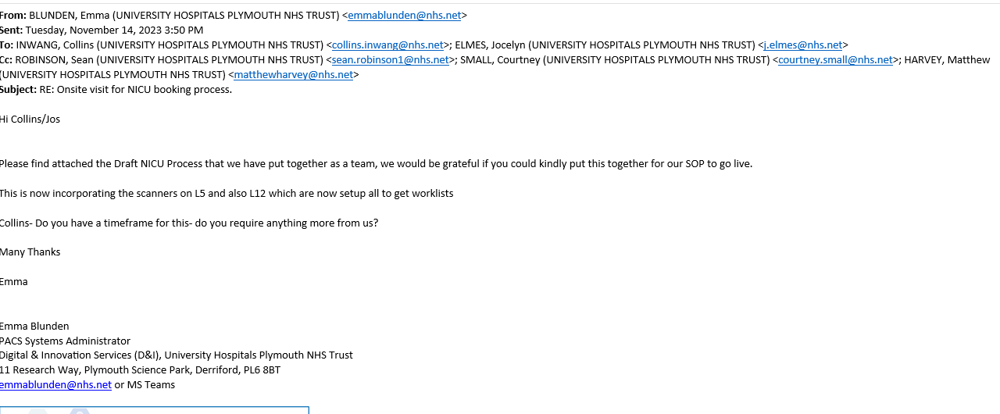 From: BLUNDEN, Emma (UNIVERSITY HOSPITALS PLYMOUTH NHS TRUST) <emmablunden@nhs.net>
Sent: Tuesday, November 14, 2023 3:50 PM
To: INWANG, Collins (UNIVERSITY HOSPITALS PLYMOUTH NHS TRUST) <collins.inwang@nhs.net>; ELMES, Jocelyn (UNIVERSITY HOSPITALS PLYMOUTH NHS TRUST) <j.elmes@nhs.net>
Cc: ROBINSON, Sean (UNIVERSITY HOSPITALS PLYMOUTH NHS TRUST) <sean.robinson1@nhs.net>; SMALL, Courtney (UNIVERSITY HOSPITALS PLYMOUTH NHS TRUST) <courtney.small@nhs.net>; HARVEY, Matthew
(UNIVERSITY HOSPITALS PLYMOUTH NHS TRUST) <matthewharvey@nhs.net>
Subject: RE: Onsite visit for NICU booking process.
Hi Collins/Jos
Please find attached the Draft NICU Process that we have put together as a team, we would be grateful if you could kindly put this together for our SOP to go live.
This is now incorporating the scanners on L5 and also L12 which are now setup all to get worklists
Collins- Do you have a timeframe for this- do you require anything more from us?
Many Thanks
Emma
Emma Blunden
PACS Systems Administrator
Digital & Innovation Services (D&I), University Hospitals Plymouth NHS Trust
11 Research Way, Plymouth Science Park, Derriford, PL6 8BT
emmablunden@nhs.net or MS Teams